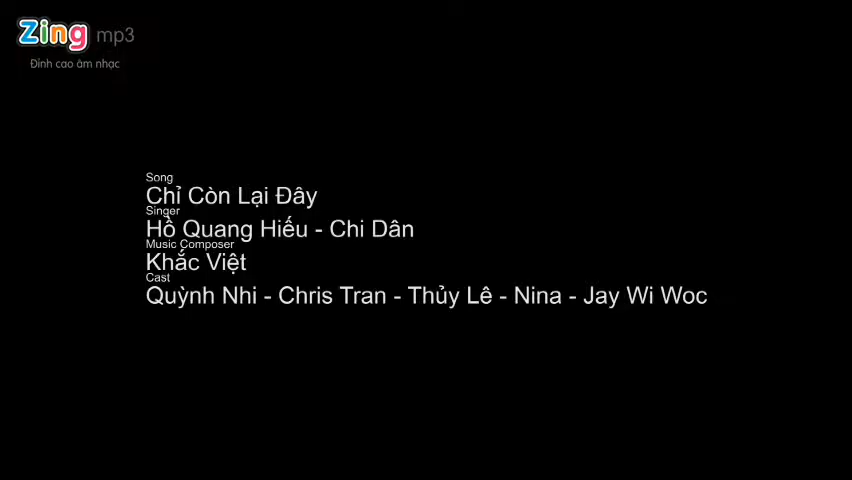 Zing mp3
Đỉnh cao âm nhạc
Song
Chỉ Còn Lại Đây
Singer
Hồ Quang Hiếu - Chi Dân
Music Composer
Khắc Việt
Cast
Quỳnh Nhi - Chris Tran - Thủy Lê - Nina - Jay Wi Woc